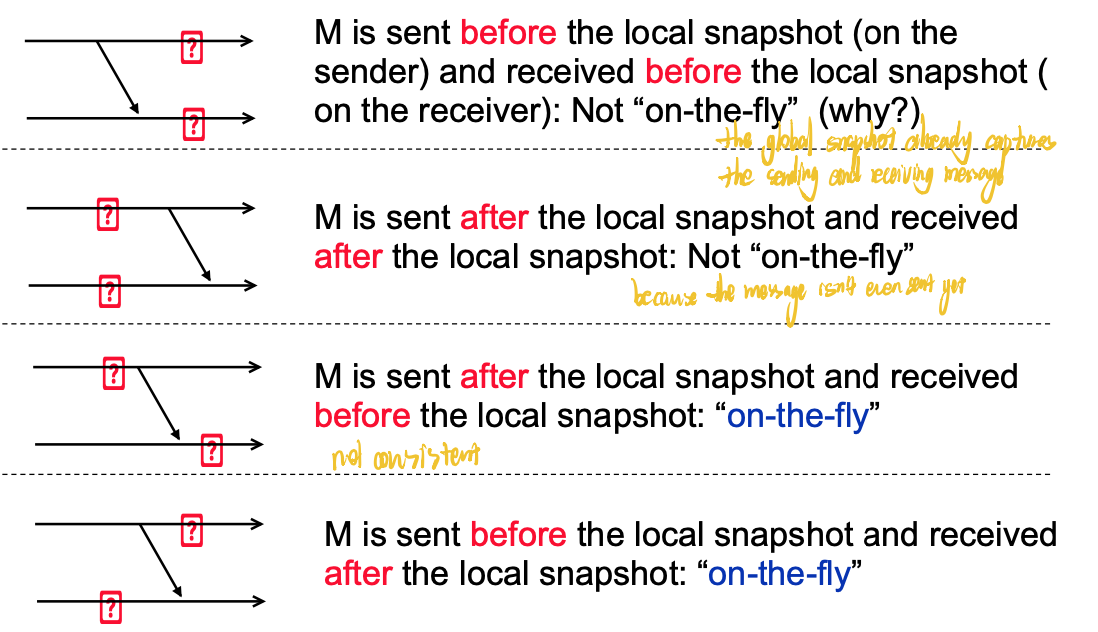 M is sent before the local snapshot (on the
sender) and received before the local snapshot (
on the receiver): Not “on-the-fly” (why?)
the global snapshot already captures
the sending and receiving message
M is sent after the local snapshot and received
after the local snapshot: Not “on-the-fly”
because the message isn't even sent yet
M is sent after the local snapshot and received
before the local snapshot: “on-the-fly”
not consistent
M is sent before the local snapshot and received
after the local snapshot: “on-the-fly”
?
?
?
?
?
?
?
?